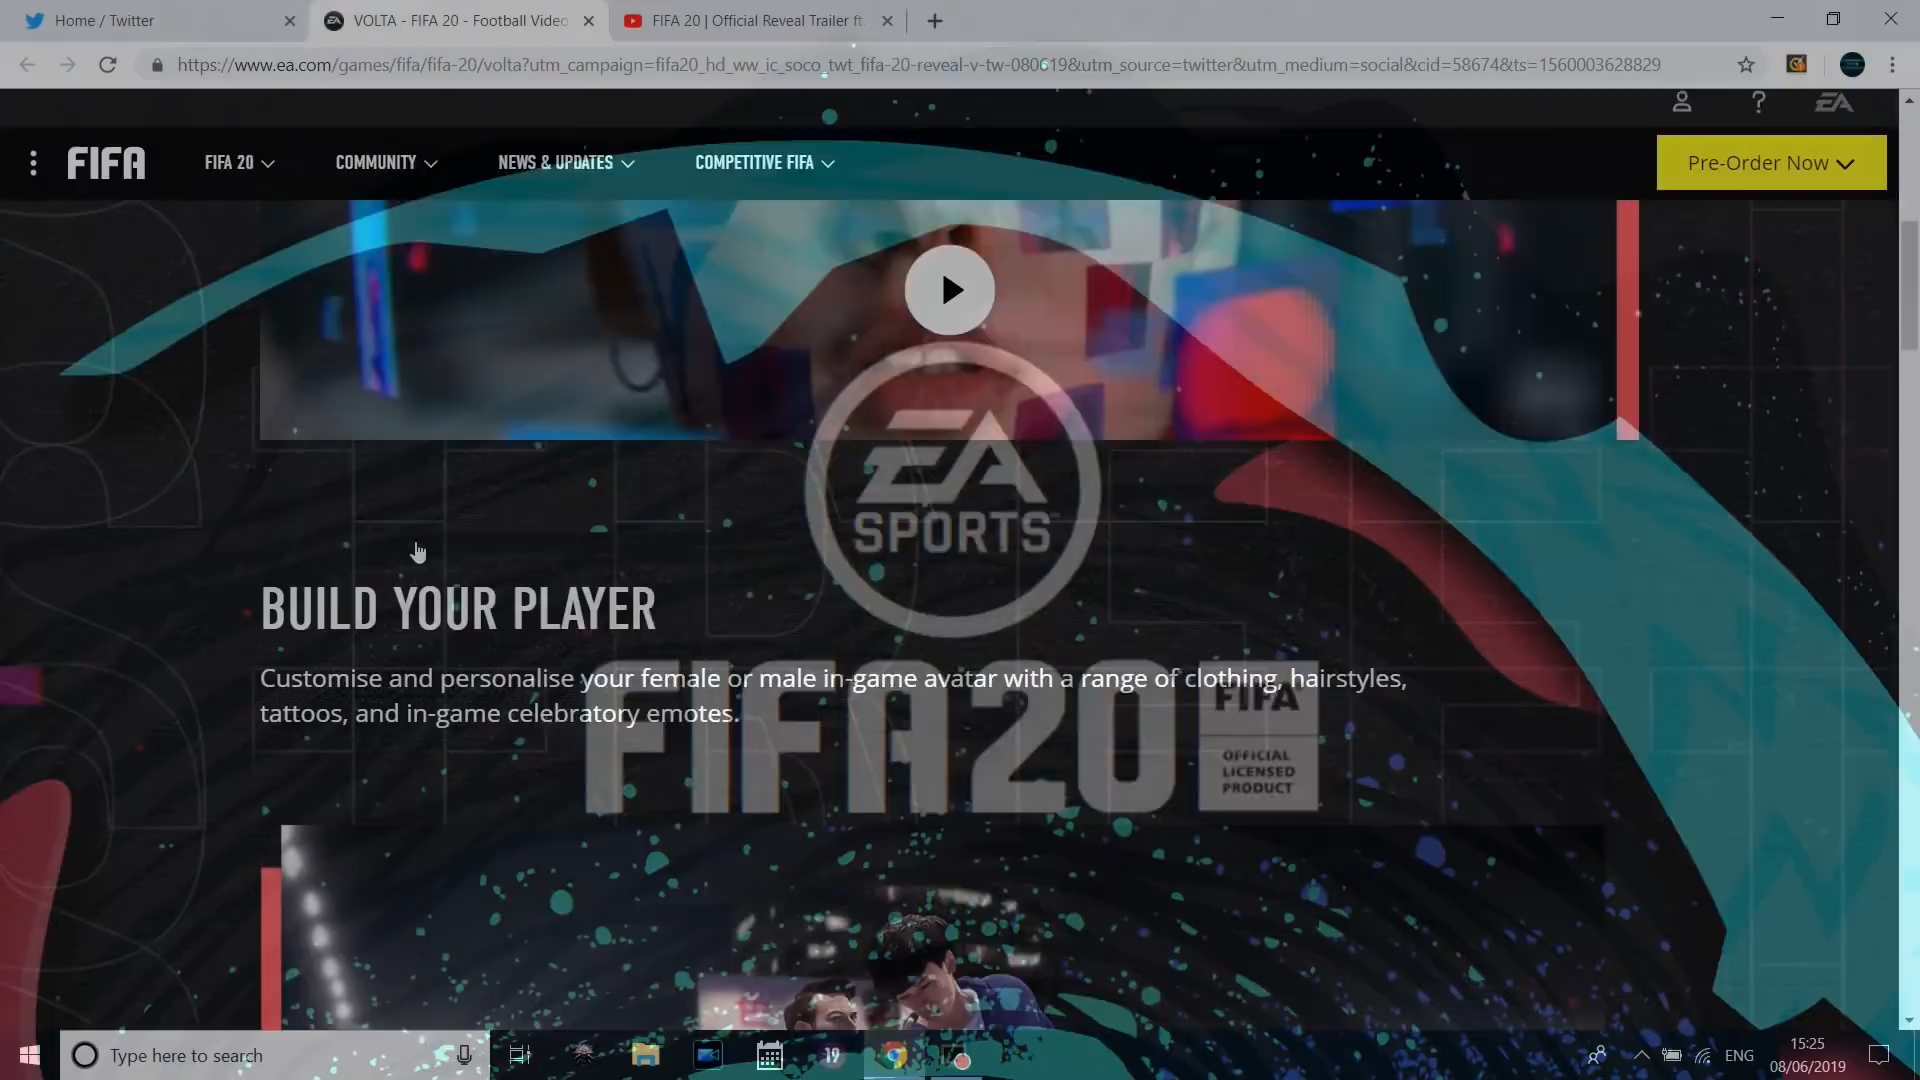 Home / Twitter
VOLTA - FIFA 20 - Football Video
FIFA 20 | Official Reveal Trailer ft
https://www.ea.com/games/fifa/fifa-20/volta?utm_campaign=fifa20_hd_ww_ic_soco_twt_fifa-20-reveal-v-tw-080619&utm_source=twitter&utm_medium=social&cid=58674&ts=1560003628829
FIFA
FIFA 20
COMMUNITY
NEWS & UPDATES
COMPETITIVE FIFA
Pre-Order Now
EA
SPORTS
BUILD YOUR PLAYER
Customise and personalise your female or male in-game avatar with a range of clothing, hairstyles,
tattoos, and in-game celebratory emotes.
FIFA20
FIFA
OFFICIAL
LICENSED
PRODUCT
Type here to search
19
ENG
15:25
08/06/2019